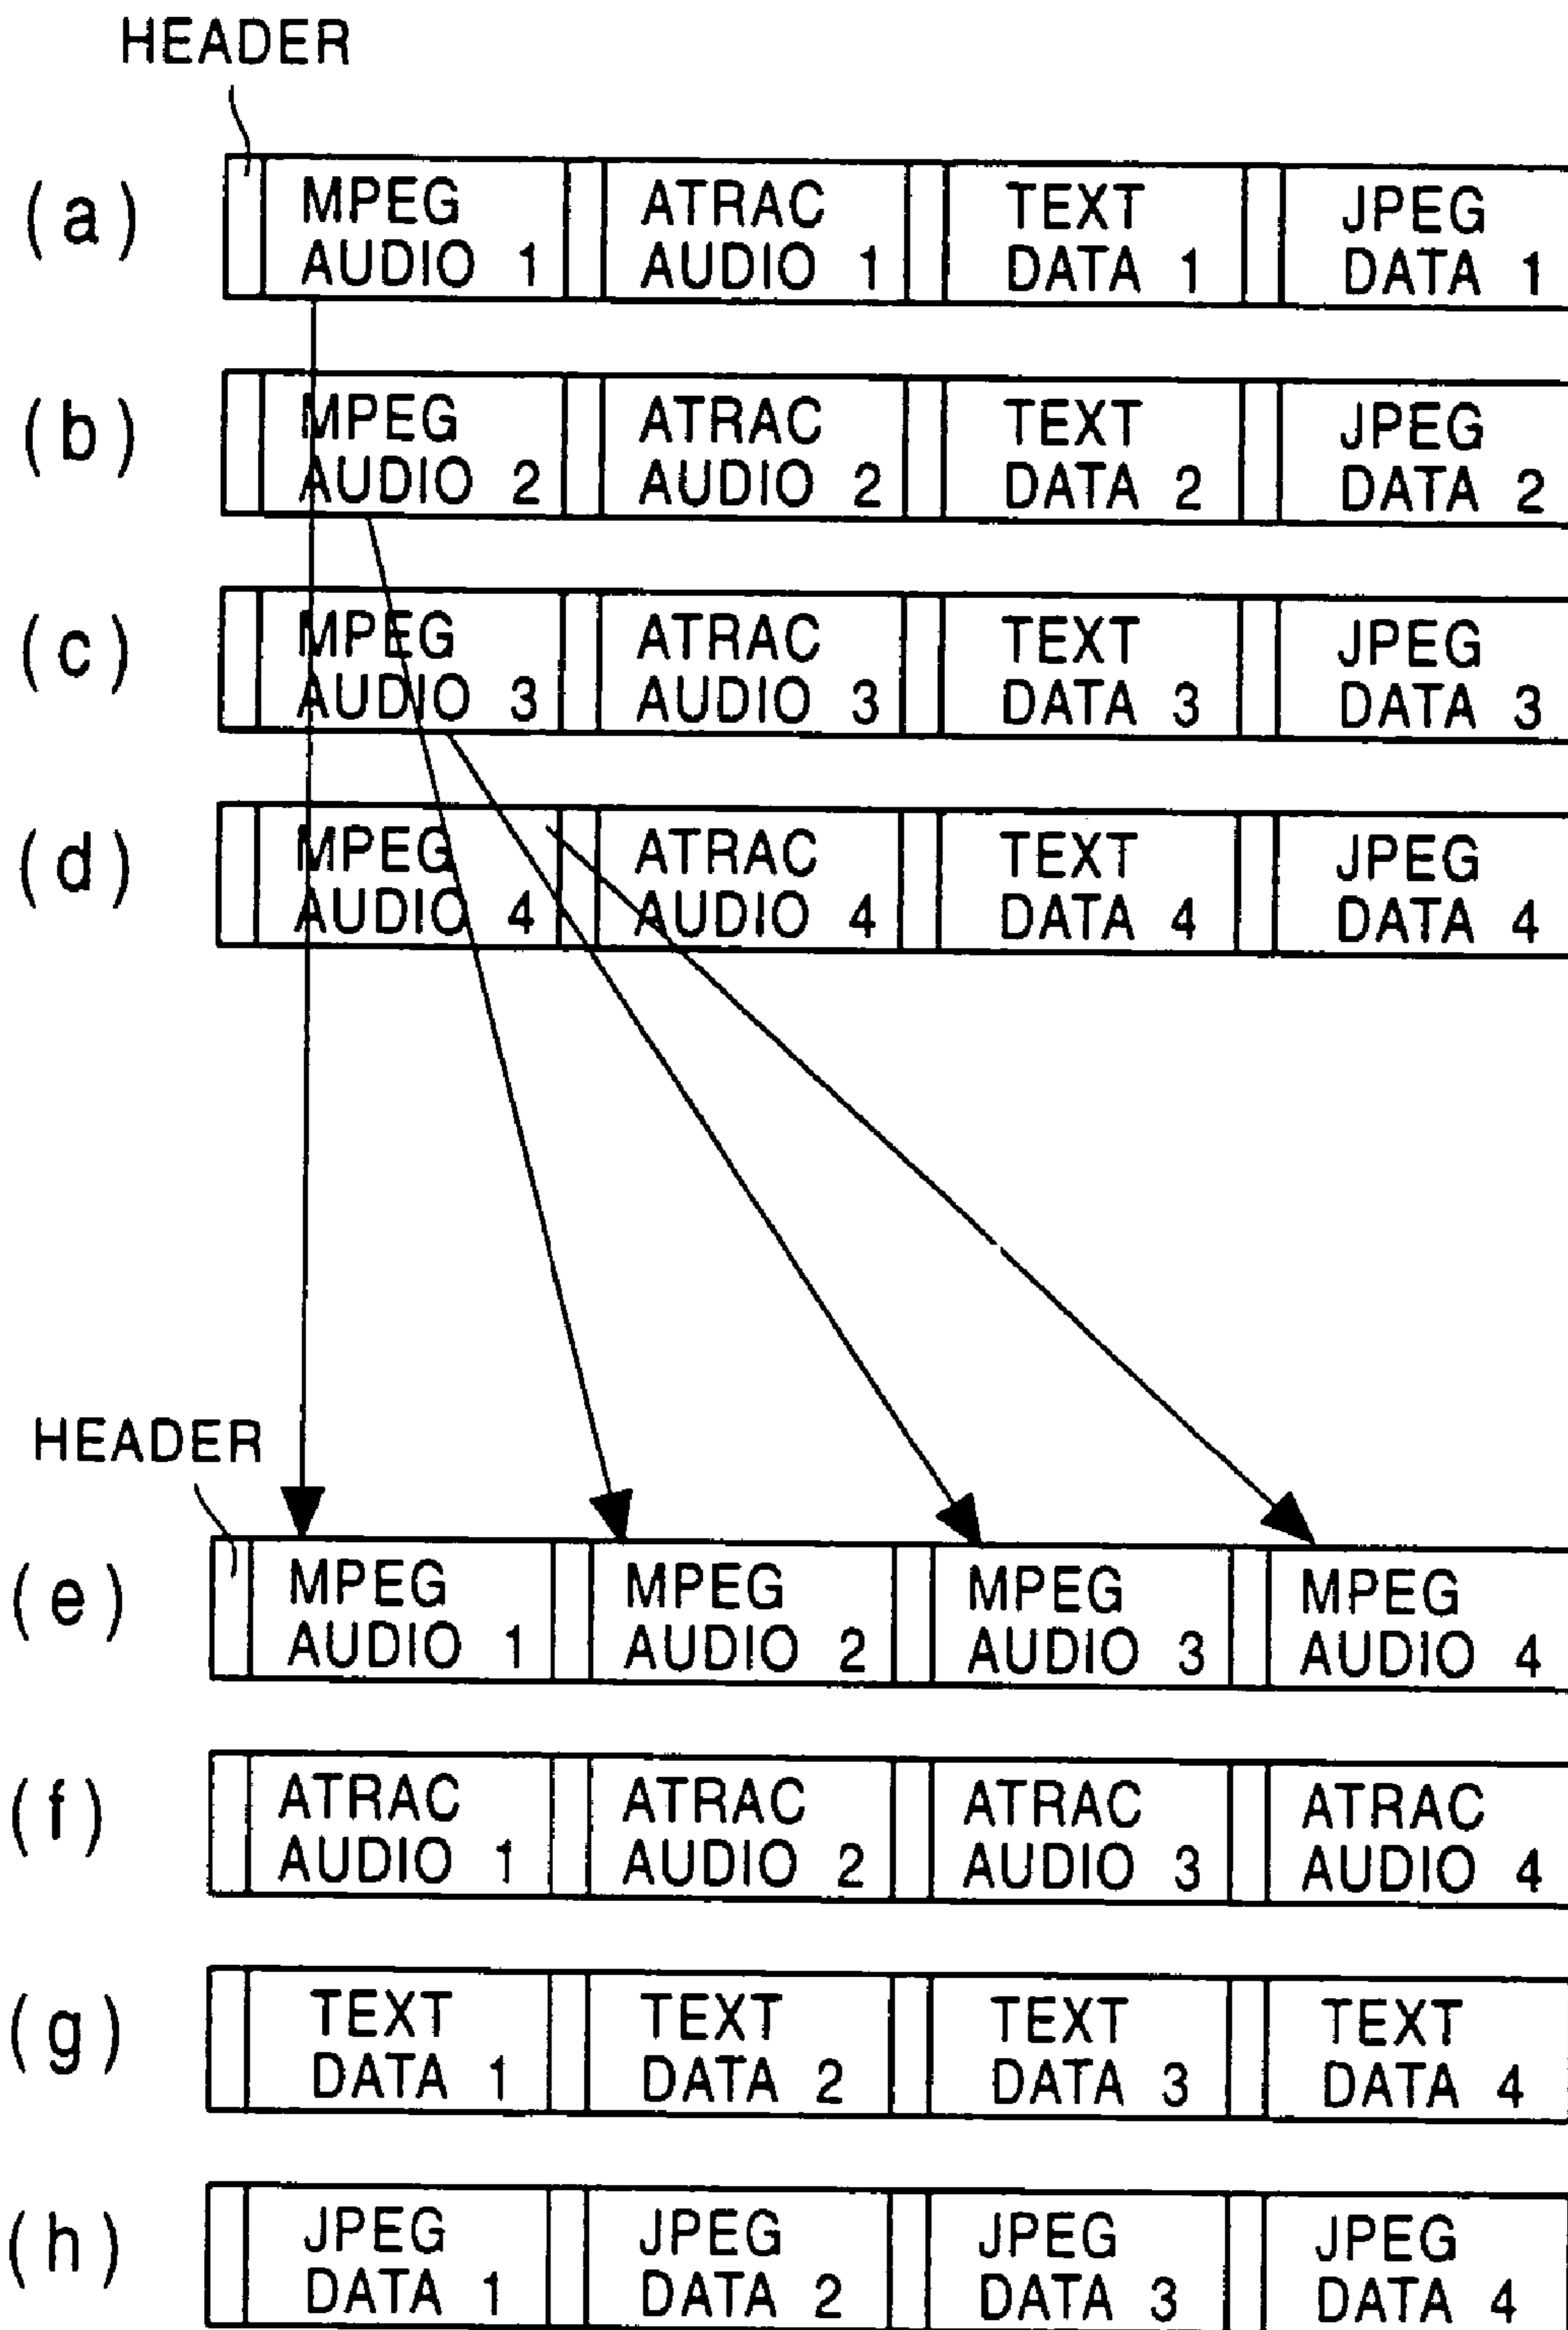 HEADER
(a) MPEG ATRAC TEXT JPEG
AUDIO 1 AUDIO 1 DATA 1 DATA 1
(b) MPEG ATRAC TEXT JPEG
AUDIO 2 AUDIO 2 DATA 2 DATA 2
(c) MPEG ATRAC TEXT JPEG
AUDIO 3 AUDIO 3 DATA 3 DATA 3
(d) MPEG ATRAC TEXT JPEG
AUDIO 4 AUDIO 4 DATA 4 DATA 4
HEADER
(e) MPEG MPEG MPEG MPEG
AUDIO 1 AUDIO 2 AUDIO 3 AUDIO 4
(f) ATRAC ATRAC ATRAC ATRAC
AUDIO 1 AUDIO 2 AUDIO 3 AUDIO 4
(g) TEXT TEXT TEXT TEXT
DATA 1 DATA 2 DATA 3 DATA 4
(h) JPEG JPEG JPEG JPEG
DATA 1 DATA 2 DATA 3 DATA 4